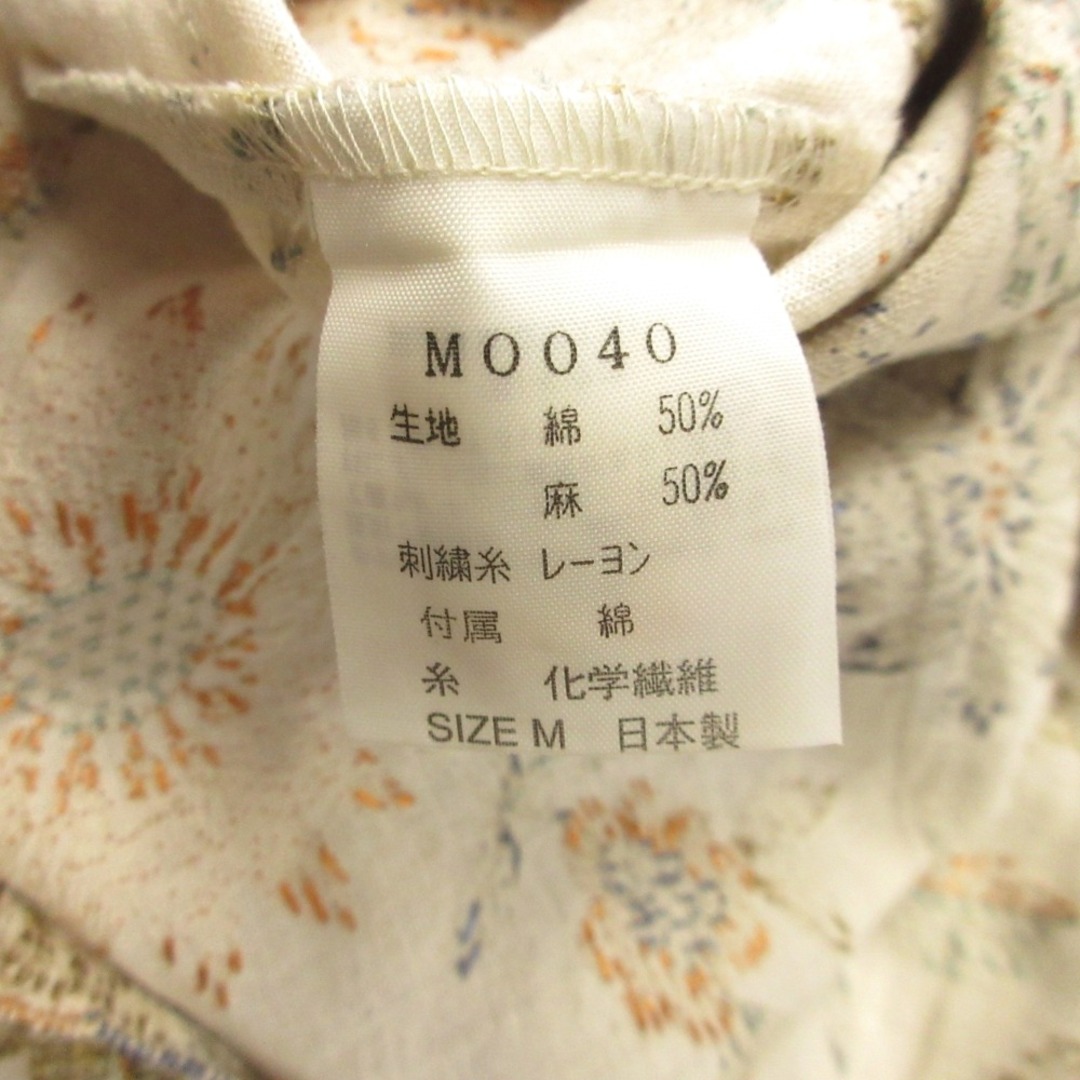 M0040
生地 綿 50%
麻 50%
刺繍糸 レーヨン
付属 綿
糸 化学繊維
SIZE M 日本製